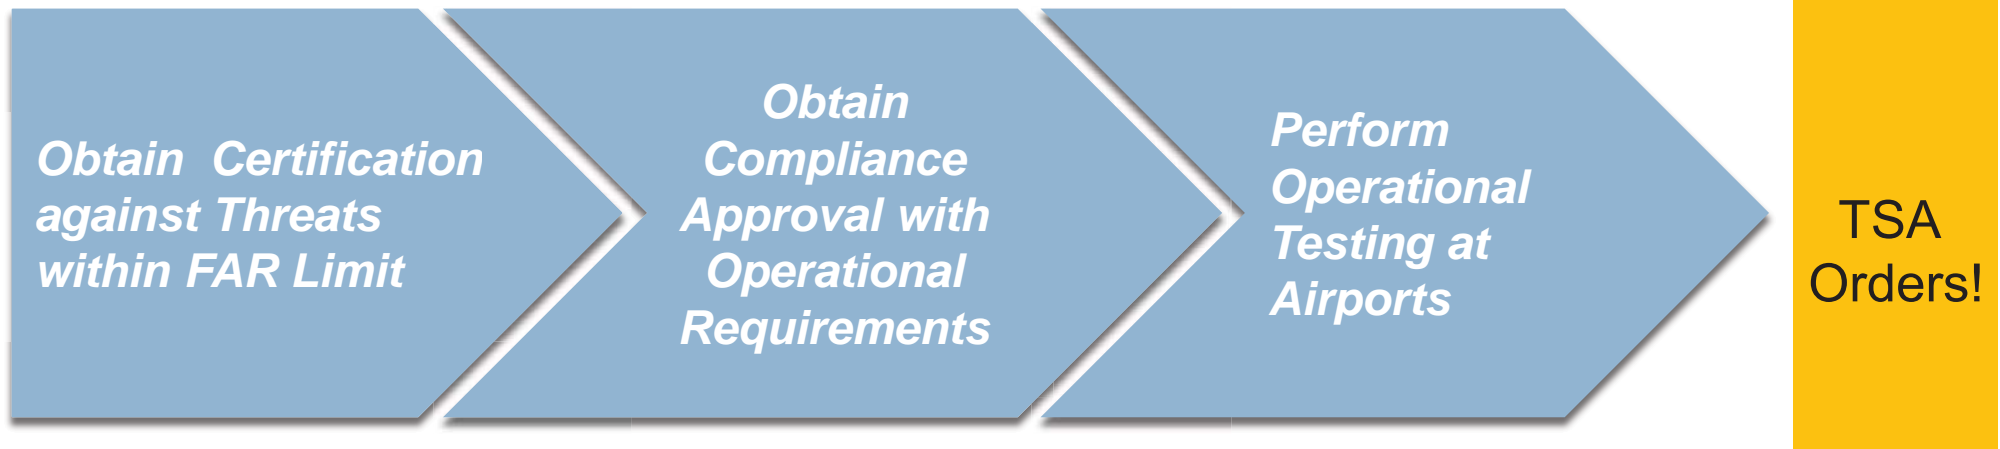 Obtain  Certification
against Threats
within FAR Limit
Obtain
Compliance
Approval with
Operational
Requirements
Perform
Operational
Testing at
Airports
TSA
Orders!